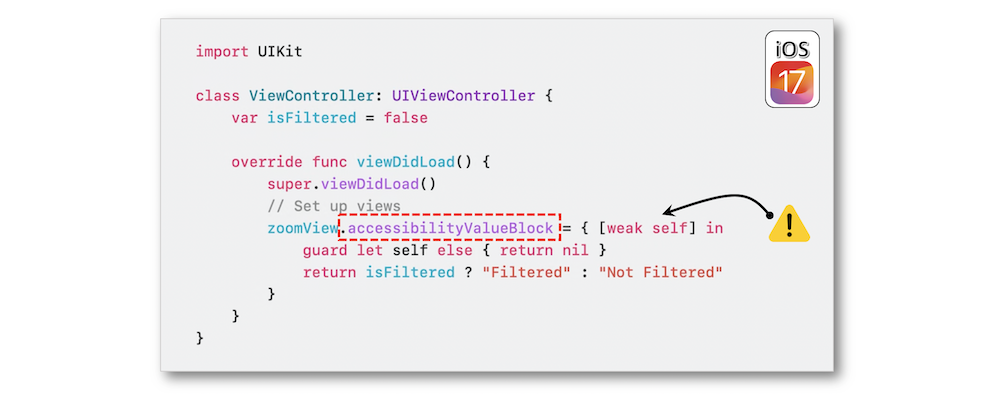 iOS
17
import UIKit
class ViewController: UIViewController {
var isFiltered = false
override func viewDidLoad() {
super.viewDidLoad()
// Set up views
zoomView.accessibilityValueBlock = { [weak self] in
guard let self else { return nil }
return isFiltered ? "Filtered" : "Not Filtered"
}
}
}